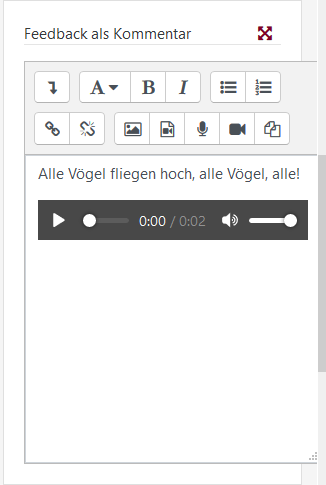 Feedback als Kommentar
A B I
Alle Vögel fliegen hoch, alle Vögel, alle!
0:00 / 0:02